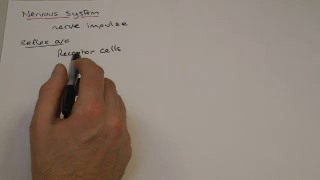 Nervous System
nerve impulse
Reflex arc
Receptor cells